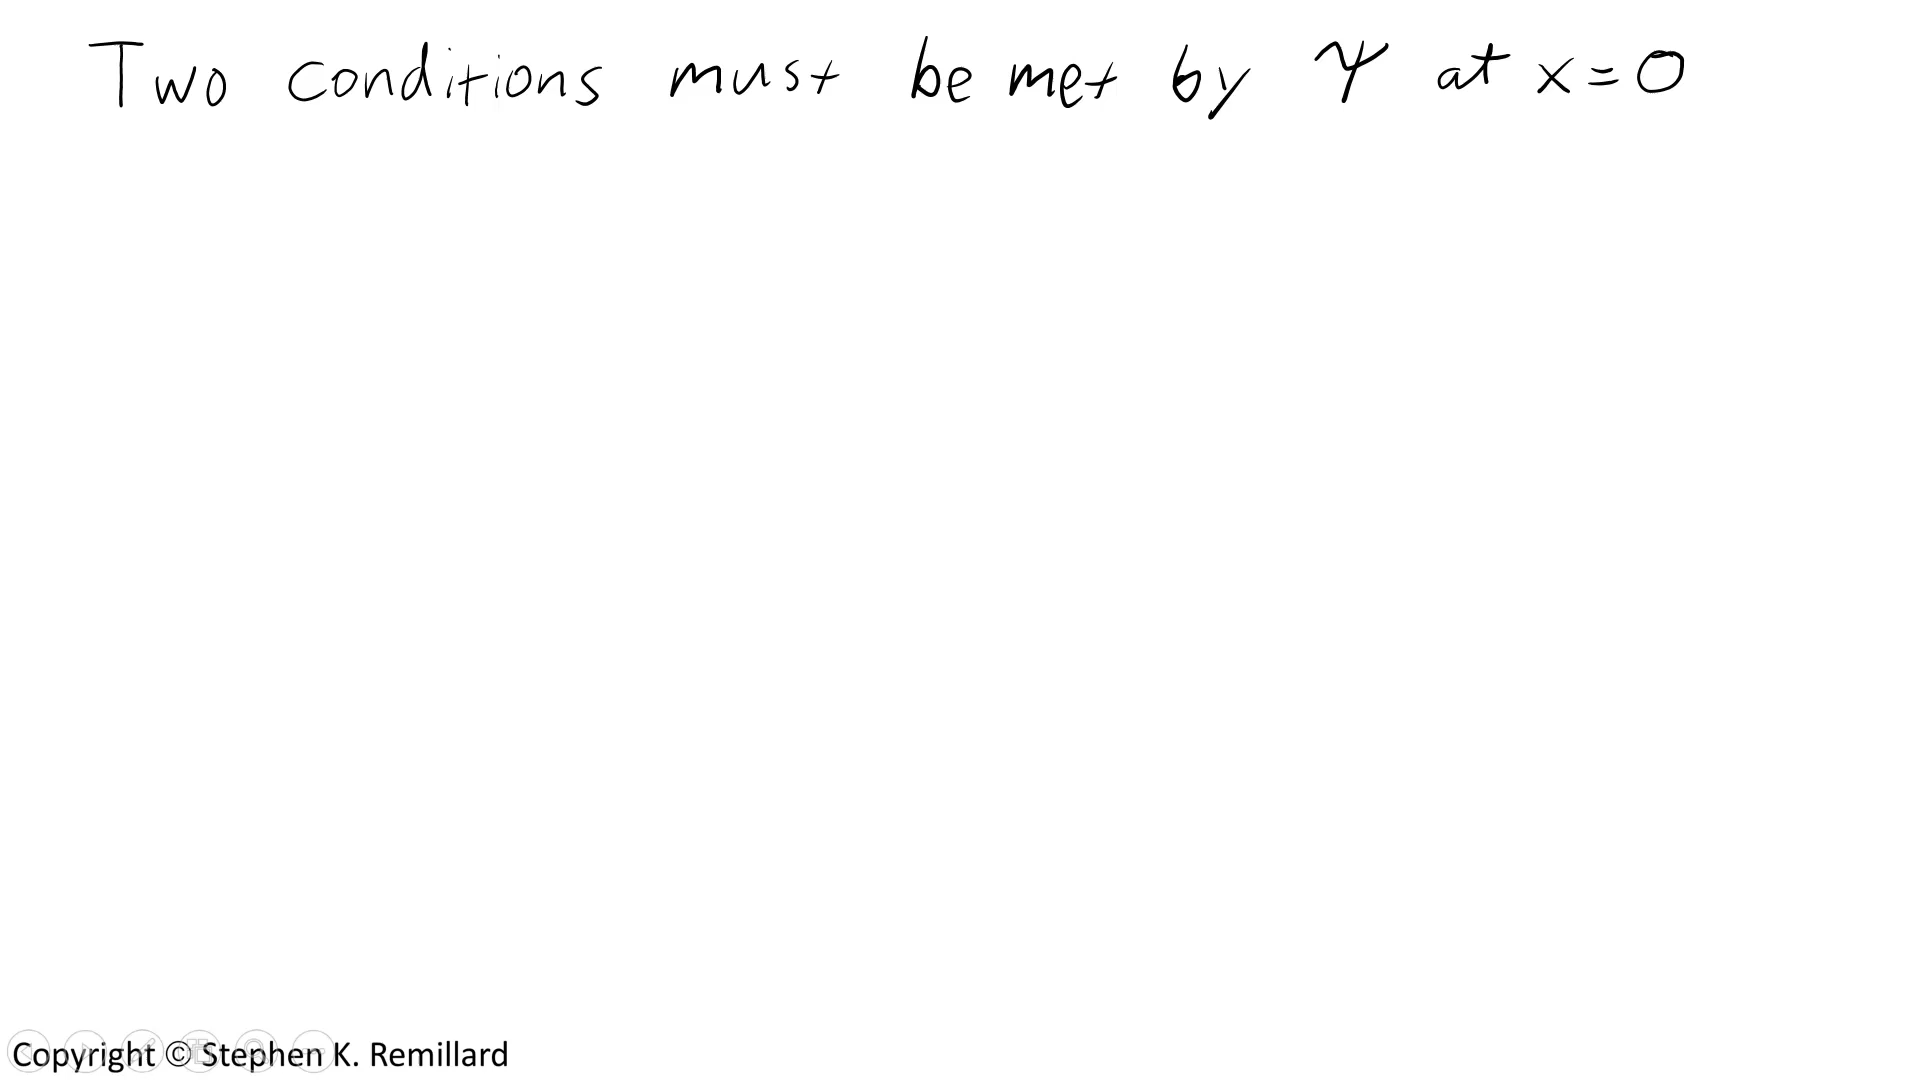 Two conditions must be met by Ψ at x=0
Copyright © Stephen K. Remillard